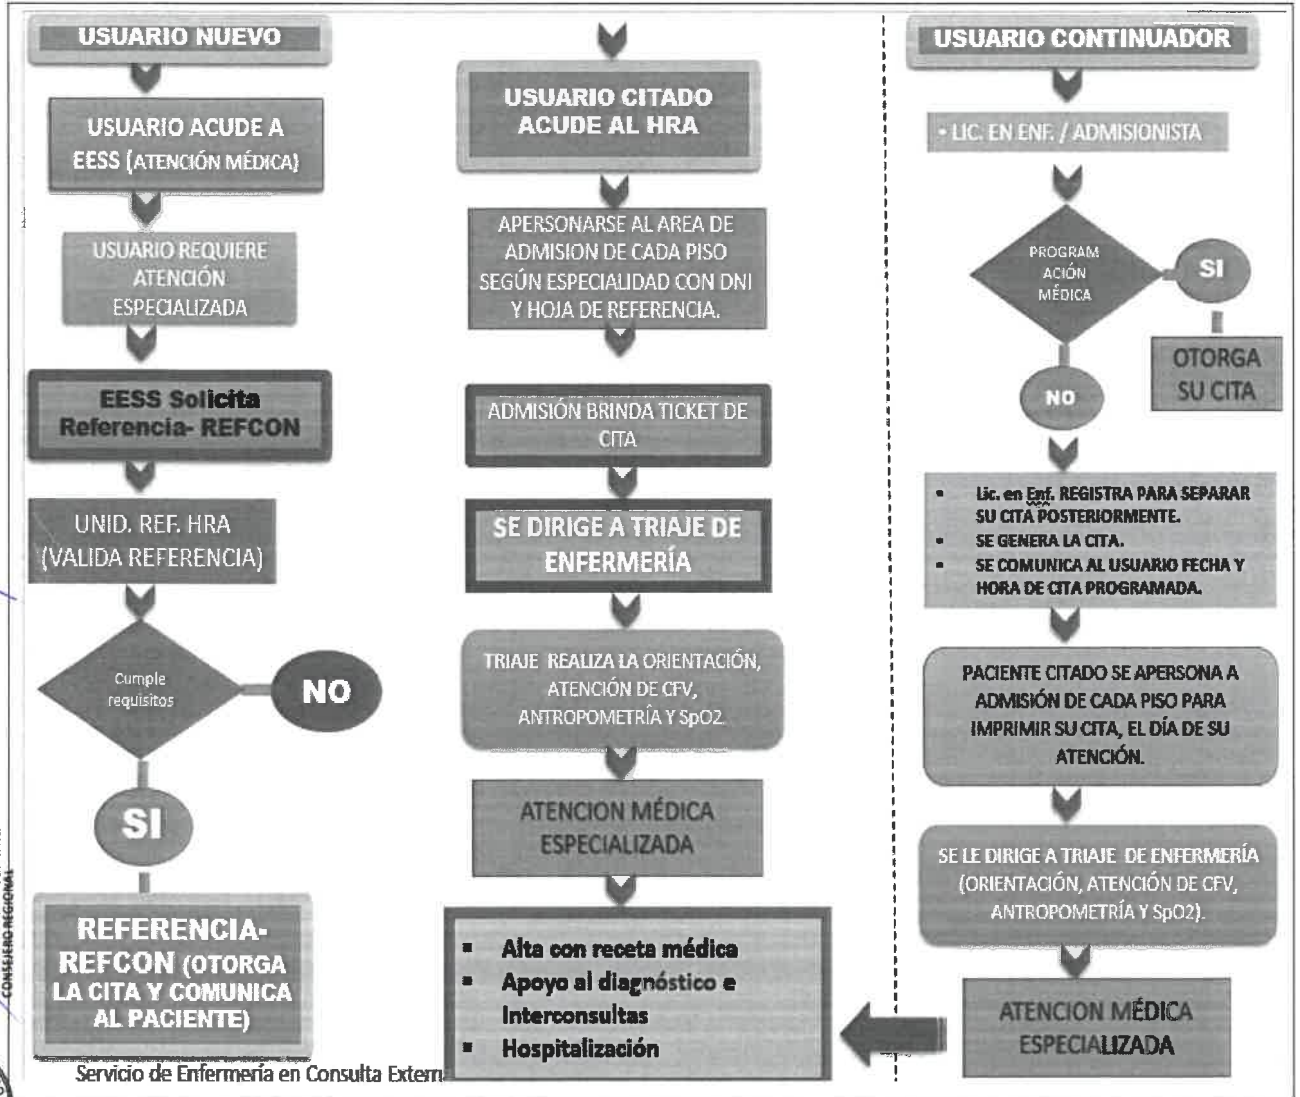 USUARIO NUEVO
USUARIO ACUDE A
EESS (ATENCIÓN MÉDICA)
USUARIO REQUIERE
ATENCIÓN
ESPECIALIZADA
EESS Solicita
Referencia- REFCON
UNID. REF. HRA
(VALIDA REFERENCIA)
Cumple
requisitos
NO
SI
REFERENCIA-
REFCON (OTORGA
LA CITA Y COMUNICA
AL PACIENTE)
Servicio de Enfermería en Consulta Extern
USUARIO CITADO
ACUDE AL HRA
APERSONARSE AL AREA DE
ADMISION DE CADA PISO
SEGÚN ESPECIALIDAD CON DNI
Y HOJA DE REFERENCIA.
ADMISIÓN BRINDA TICKET DE
CITA
SE DIRIGE A TRIAJE DE
ENFERMERÍA
TRIAJE REALIZA LA ORIENTACIÓN,
ATENCIÓN DE CFV,
ANTROPOMETRÍA Y SpO2.
ATENCION MÉDICA
ESPECIALIZADA
▪ Alta con receta médica
▪ Apoyo al diagnóstico e
Interconsultas
▪ Hospitalización
USUARIO CONTINUADOR
• LIC. EN ENF. / ADMISIONISTA
PROGRAM
ACIÓN
MÉDICA
SI
OTORGA
SU CITA
NO
▪ Lic. en Enf. REGISTRA PARA SEPARAR
SU CITA POSTERIORMENTE.
▪ SE GENERA LA CITA.
▪ SE COMUNICA AL USUARIO FECHA Y
HORA DE CITA PROGRAMADA.
PACIENTE CITADO SE APERSONA A
ADMISIÓN DE CADA PISO PARA
IMPRIMIR SU CITA, EL DÍA DE SU
ATENCIÓN.
SE LE DIRIGE A TRIAJE DE ENFERMERÍA
(ORIENTACIÓN, ATENCIÓN DE CFV,
ANTROPOMETRÍA Y SpO2).
ATENCION MÉDICA
ESPECIALIZADA
CONSEJERO REGIONAL